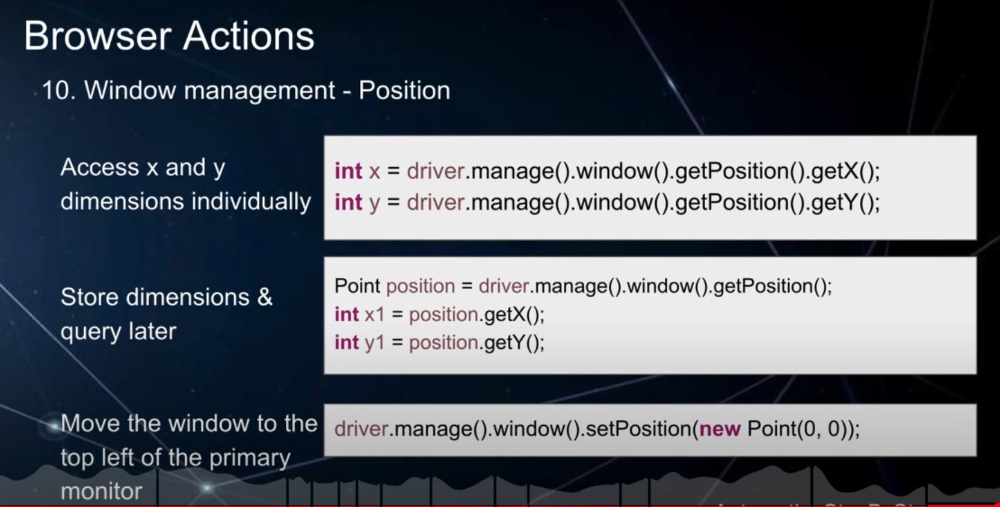 Browser Actions
10. Window management - Position
Access x and y
dimensions individually
int x = driver.manage().window().getPosition().getX();
int y = driver.manage().window().getPosition().getY();
Store dimensions &
query later
Point position = driver.manage().window().getPosition();
int x1 = position.getX();
int y1 = position.getY();
Move the window to the
top left of the primary
monitor
driver.manage().window().setPosition(new Point(0, 0));